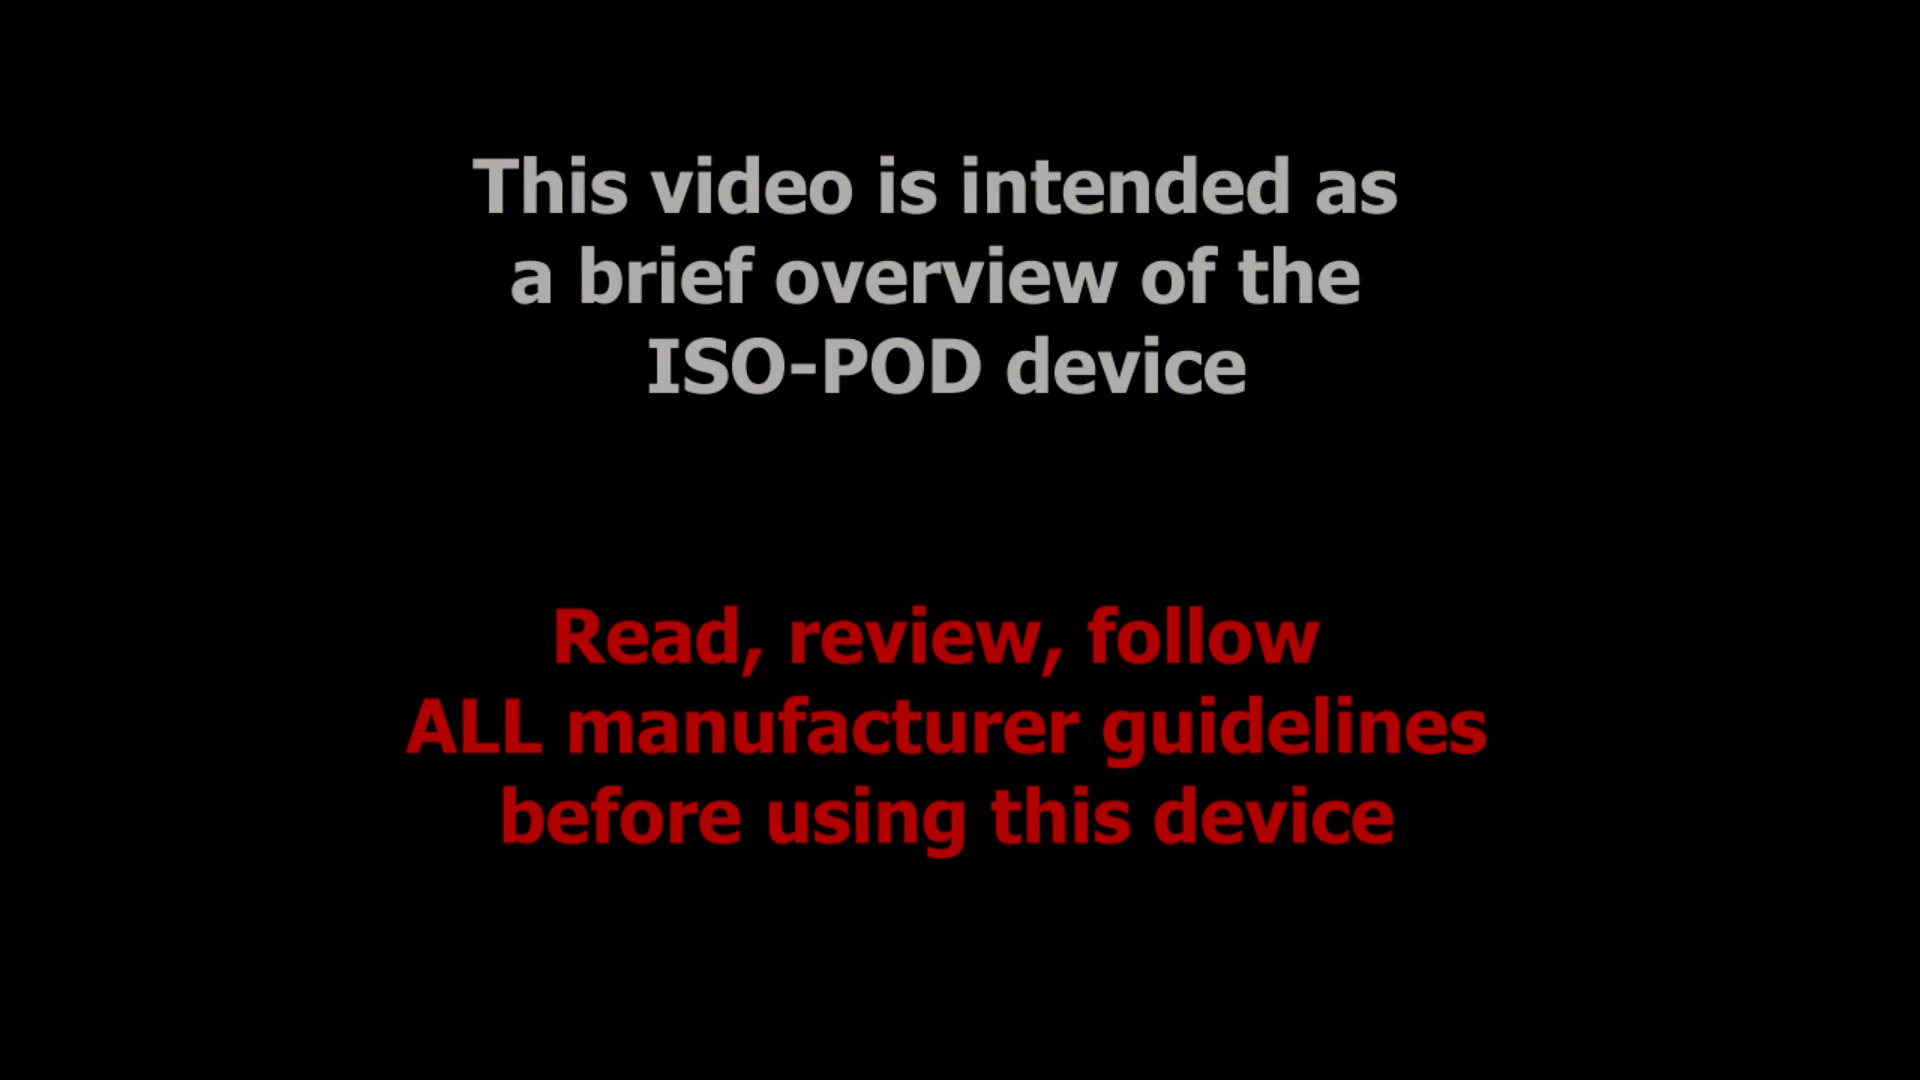 This video is intended as
a brief overview of the
ISO-POD device
Read, review, follow
ALL manufacturer guidelines
before using this device